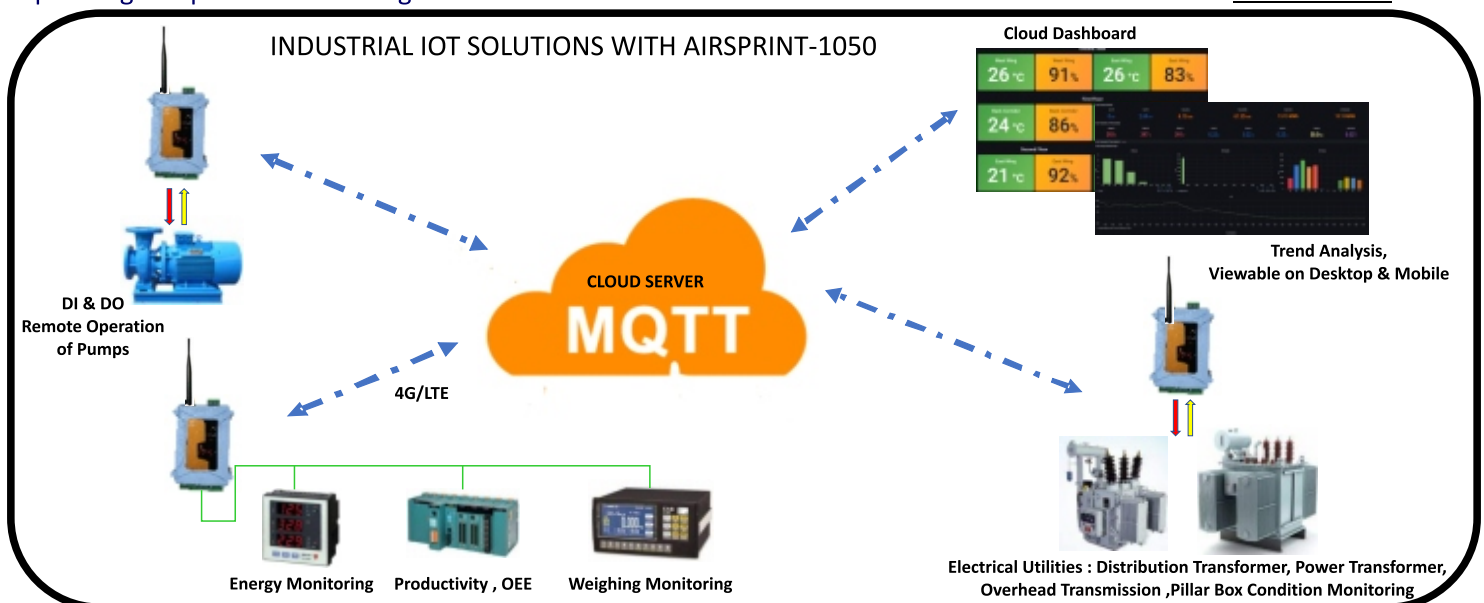 INDUSTRIAL IOT SOLUTIONS WITH AIRSPRINT-1050
Cloud Dashboard
26 °C 91% 26 °C 83%
24 °C 86%
21 °C 92%
Trend Analysis,
Viewable on Desktop & Mobile
CLOUD SERVER
MQTT
DI & DO
Remote Operation
of Pumps
4G/LTE
Energy Monitoring
Productivity , OEE
Weighing Monitoring
Electrical Utilities : Distribution Transformer, Power Transformer,
Overhead Transmission ,Pillar Box Condition Monitoring